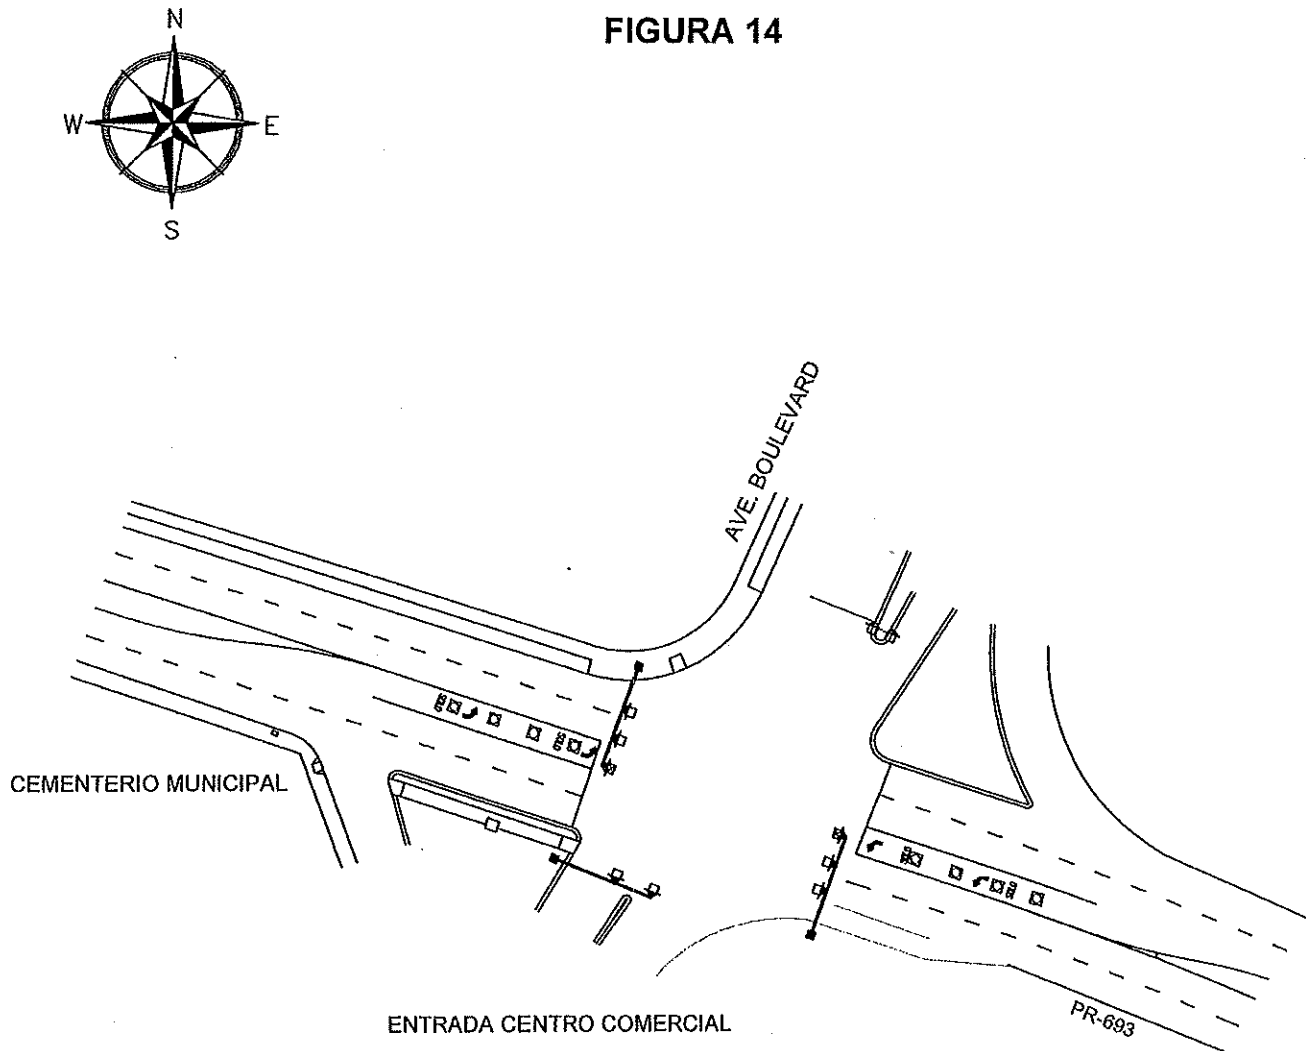 FIGURA 14
N
W
E
S
AVE. BOULEVARD
CEMENTERIO MUNICIPAL
PR-693
ENTRADA CENTRO COMERCIAL